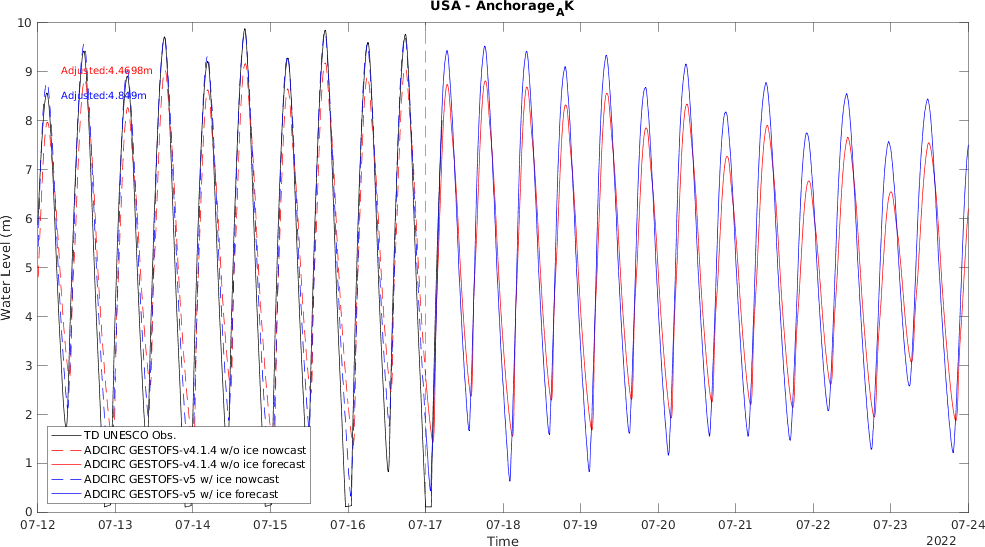 USA - Anchorage_AK
10
9
8
7
6
5
4
3
2
1
0
Water Level (m)
Adjusted:4.4698m
Adjusted:4.849m
TD UNESCO Obs.
ADCIRC GESTOFS-v4.1.4 w/o ice nowcast
ADCIRC GESTOFS-v4.1.4 w/o ice forecast
ADCIRC GESTOFS-v5 w/ ice nowcast
ADCIRC GESTOFS-v5 w/ ice forecast
07-12 07-13 07-14 07-15 07-16 07-17 07-18 07-19 07-20 07-21 07-22 07-23 07-24
Time
2022